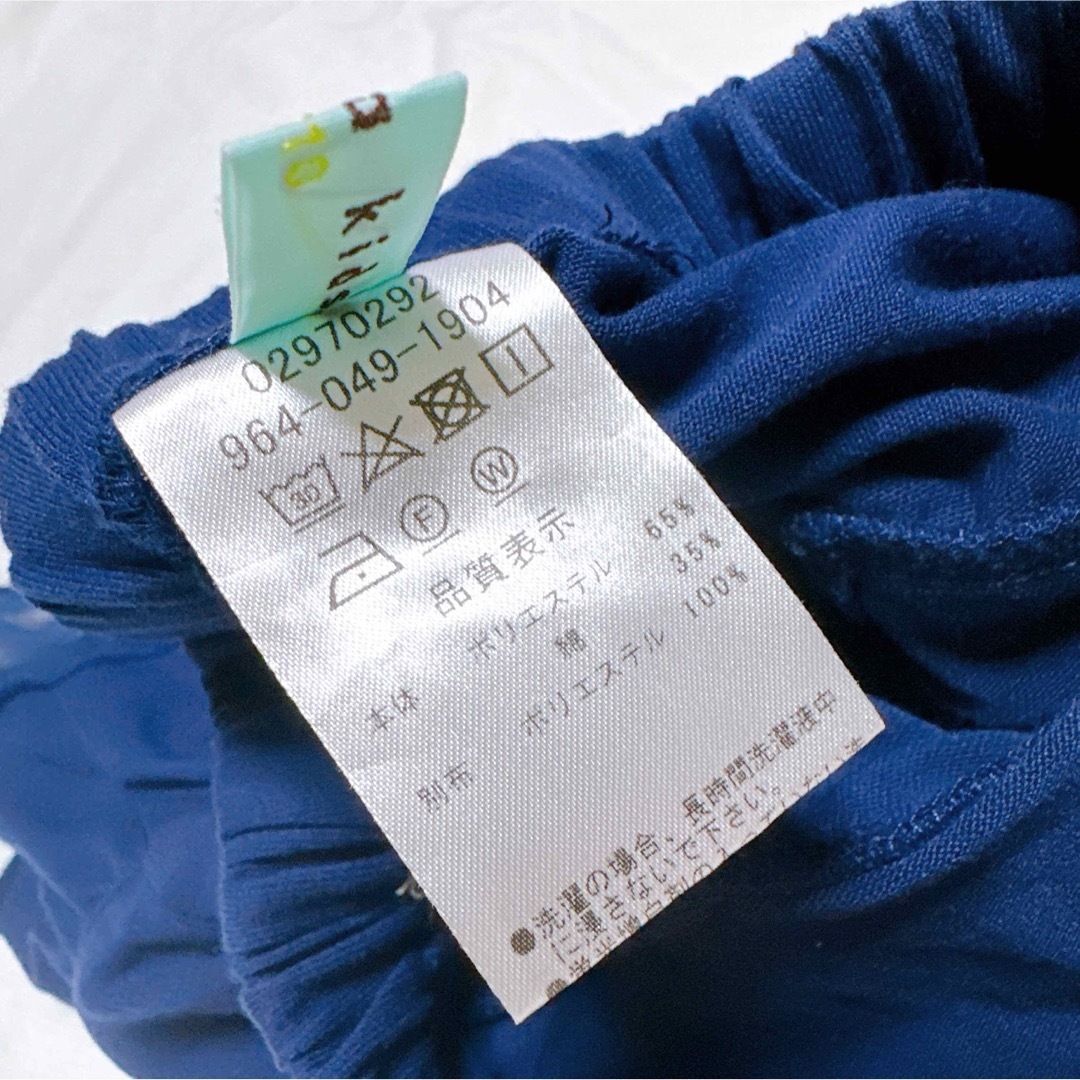 10
kids
02970292
964-049-1904
30
F
W
品質表示
本体 ポリエステル 65%
綿 35%
別布 ポリエステル 100%
●洗濯の場合、長時間洗濯液中
に浸さないで下さい。